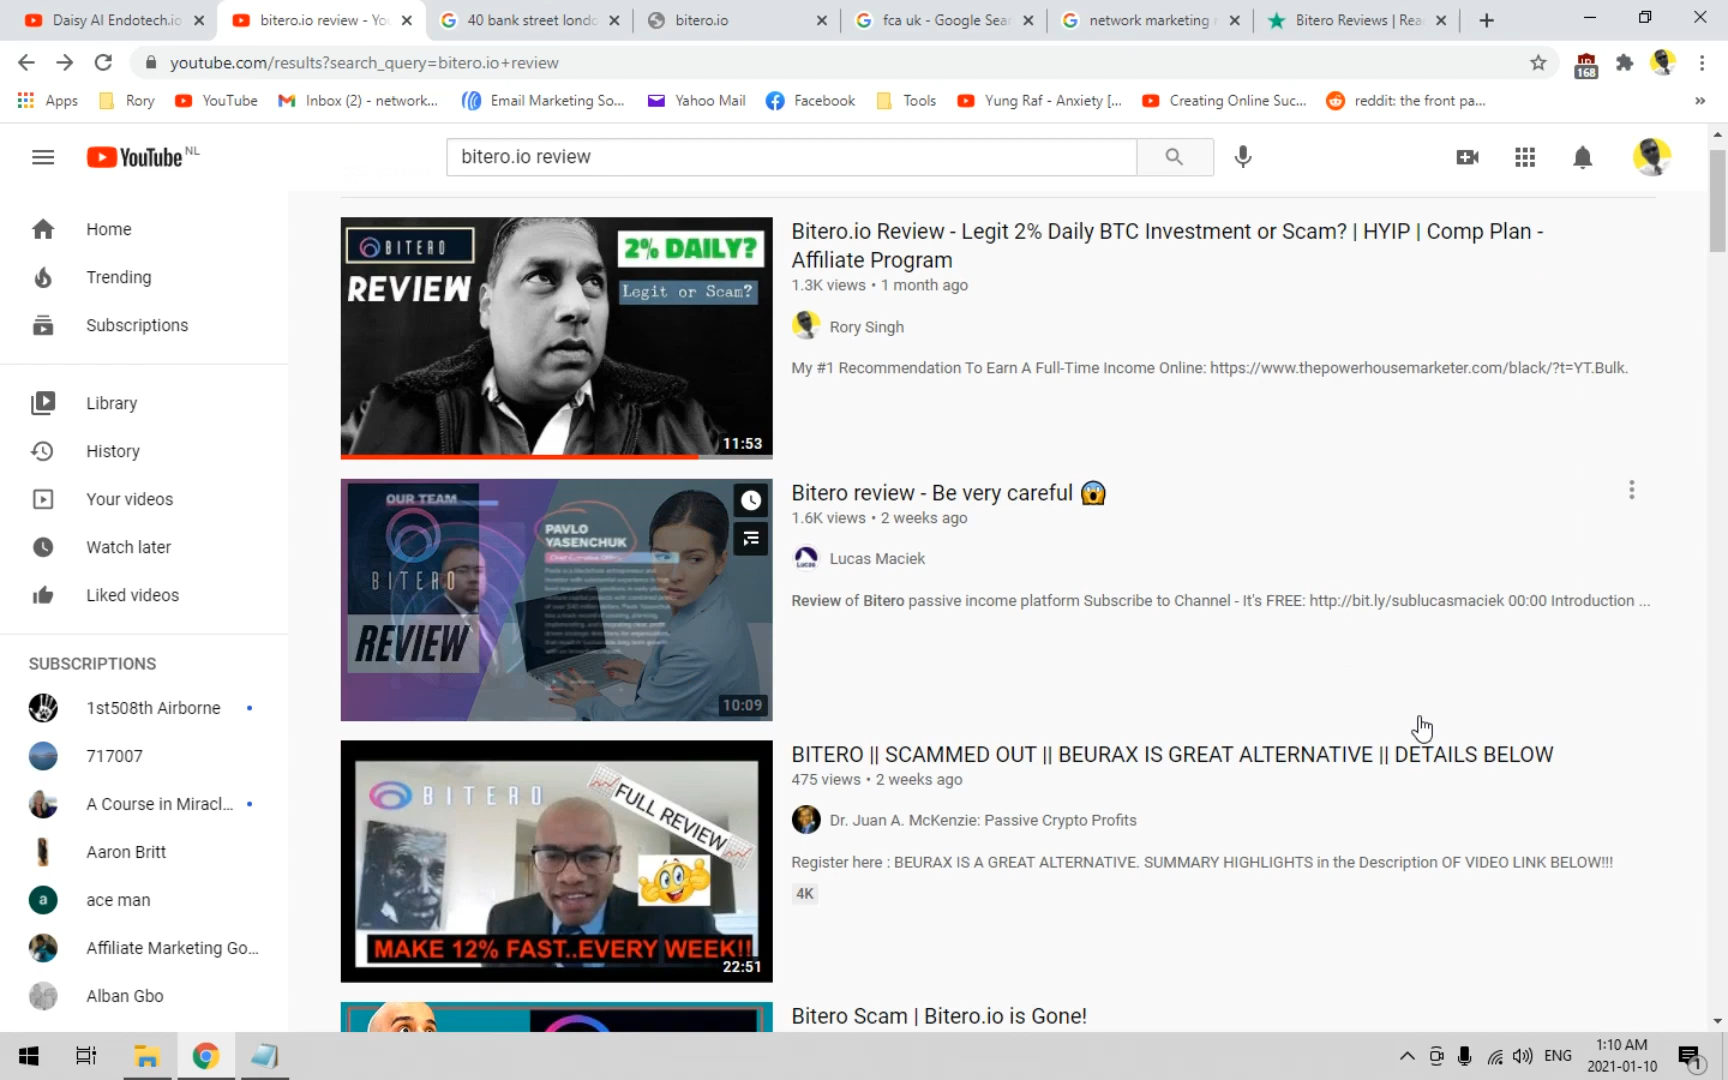 Daisy AI Endotech.io
bitero.io review - You
40 bank street londo
bitero.io
fca uk - Google Sear
network marketing r
Bitero Reviews | Rea
youtube.com/results?search_query=bitero.io+review
168
Apps
Rory
YouTube
Inbox (2) - network...
Email Marketing So...
Yahoo Mail
Facebook
Tools
Yung Raf - Anxiety [...
Creating Online Suc...
reddit: the front pa...
YouTube NL
bitero.io review
Home
Trending
Subscriptions
Library
History
Your videos
Watch later
Liked videos
SUBSCRIPTIONS
1st508th Airborne
717007
A Course in Miracl...
Aaron Britt
ace man
Affiliate Marketing Go...
Alban Gbo
BITERO
REVIEW
2% DAILY?
Legit or Scam?
11:53
Bitero.io Review - Legit 2% Daily BTC Investment or Scam? | HYIP | Comp Plan -
Affiliate Program
1.3K views • 1 month ago
Rory Singh
My #1 Recommendation To Earn A Full-Time Income Online: https://www.thepowerhousemarketer.com/black/?t=YT.Bulk.
OUR TEAM
PAVLO
YASENCHUK
BITERO
REVIEW
10:09
Bitero review - Be very careful 😱
1.6K views • 2 weeks ago
Lucas Maciek
Review of Bitero passive income platform Subscribe to Channel - It's FREE: http://bit.ly/sublucasmaciek 00:00 Introduction ...
BITERO
FULL REVIEW
MAKE 12% FAST..EVERY WEEK!!
22:51
BITERO || SCAMMED OUT || BEURAX IS GREAT ALTERNATIVE || DETAILS BELOW
475 views • 2 weeks ago
Dr. Juan A. McKenzie: Passive Crypto Profits
Register here : BEURAX IS A GREAT ALTERNATIVE. SUMMARY HIGHLIGHTS in the Description OF VIDEO LINK BELOW!!!
4K
Bitero Scam | Bitero.io is Gone!
ENG
1:10 AM
2021-01-10
1